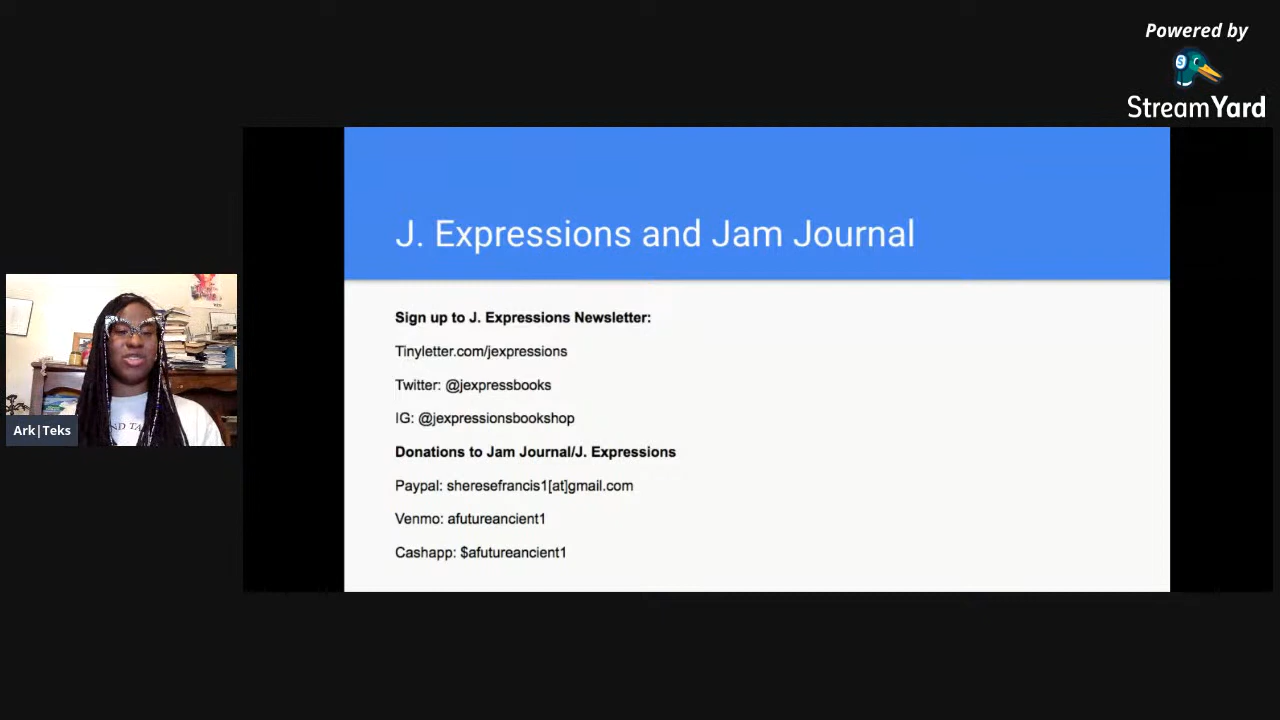 Powered by
StreamYard
J. Expressions and Jam Journal
Sign up to J. Expressions Newsletter:
Tinyletter.com/jexpressions
Twitter: @jexpressbooks
IG: @jexpressionsbookshop
Donations to Jam Journal/J. Expressions
Paypal: sheresefrancis1[at]gmail.com
Venmo: afutureancient1
Cashapp: $afutureancient1
Ark|Teks